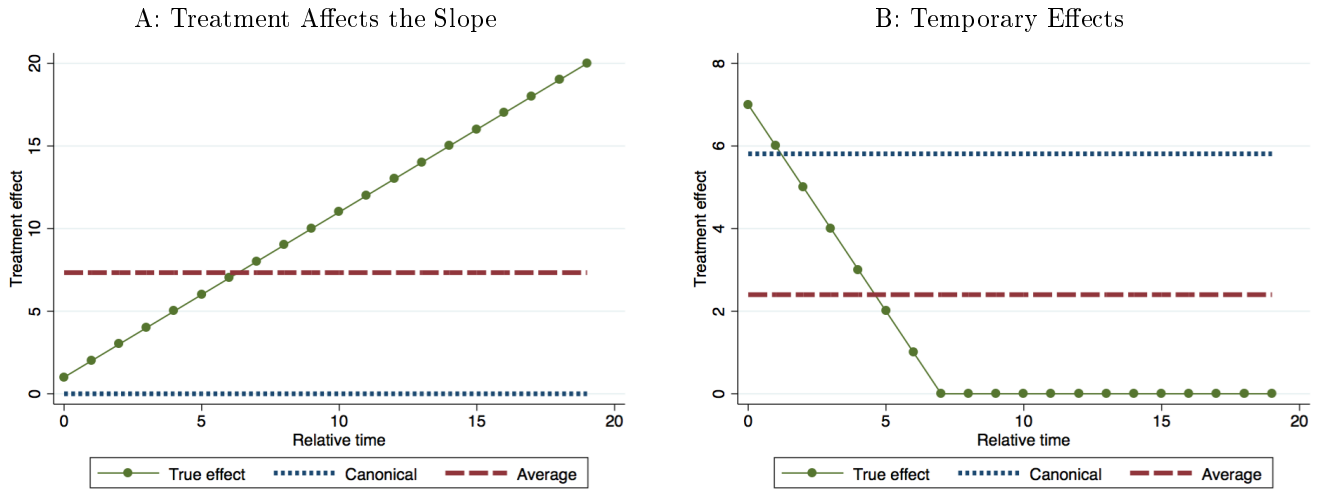 A: Treatment Affects the Slope
Treatment effect
20
15
10
5
0
0 5 10 15 20
Relative time
True effect Canonical Average
B: Temporary Effects
Treatment effect
8
6
4
2
0
0 5 10 15 20
Relative time
True effect Canonical Average